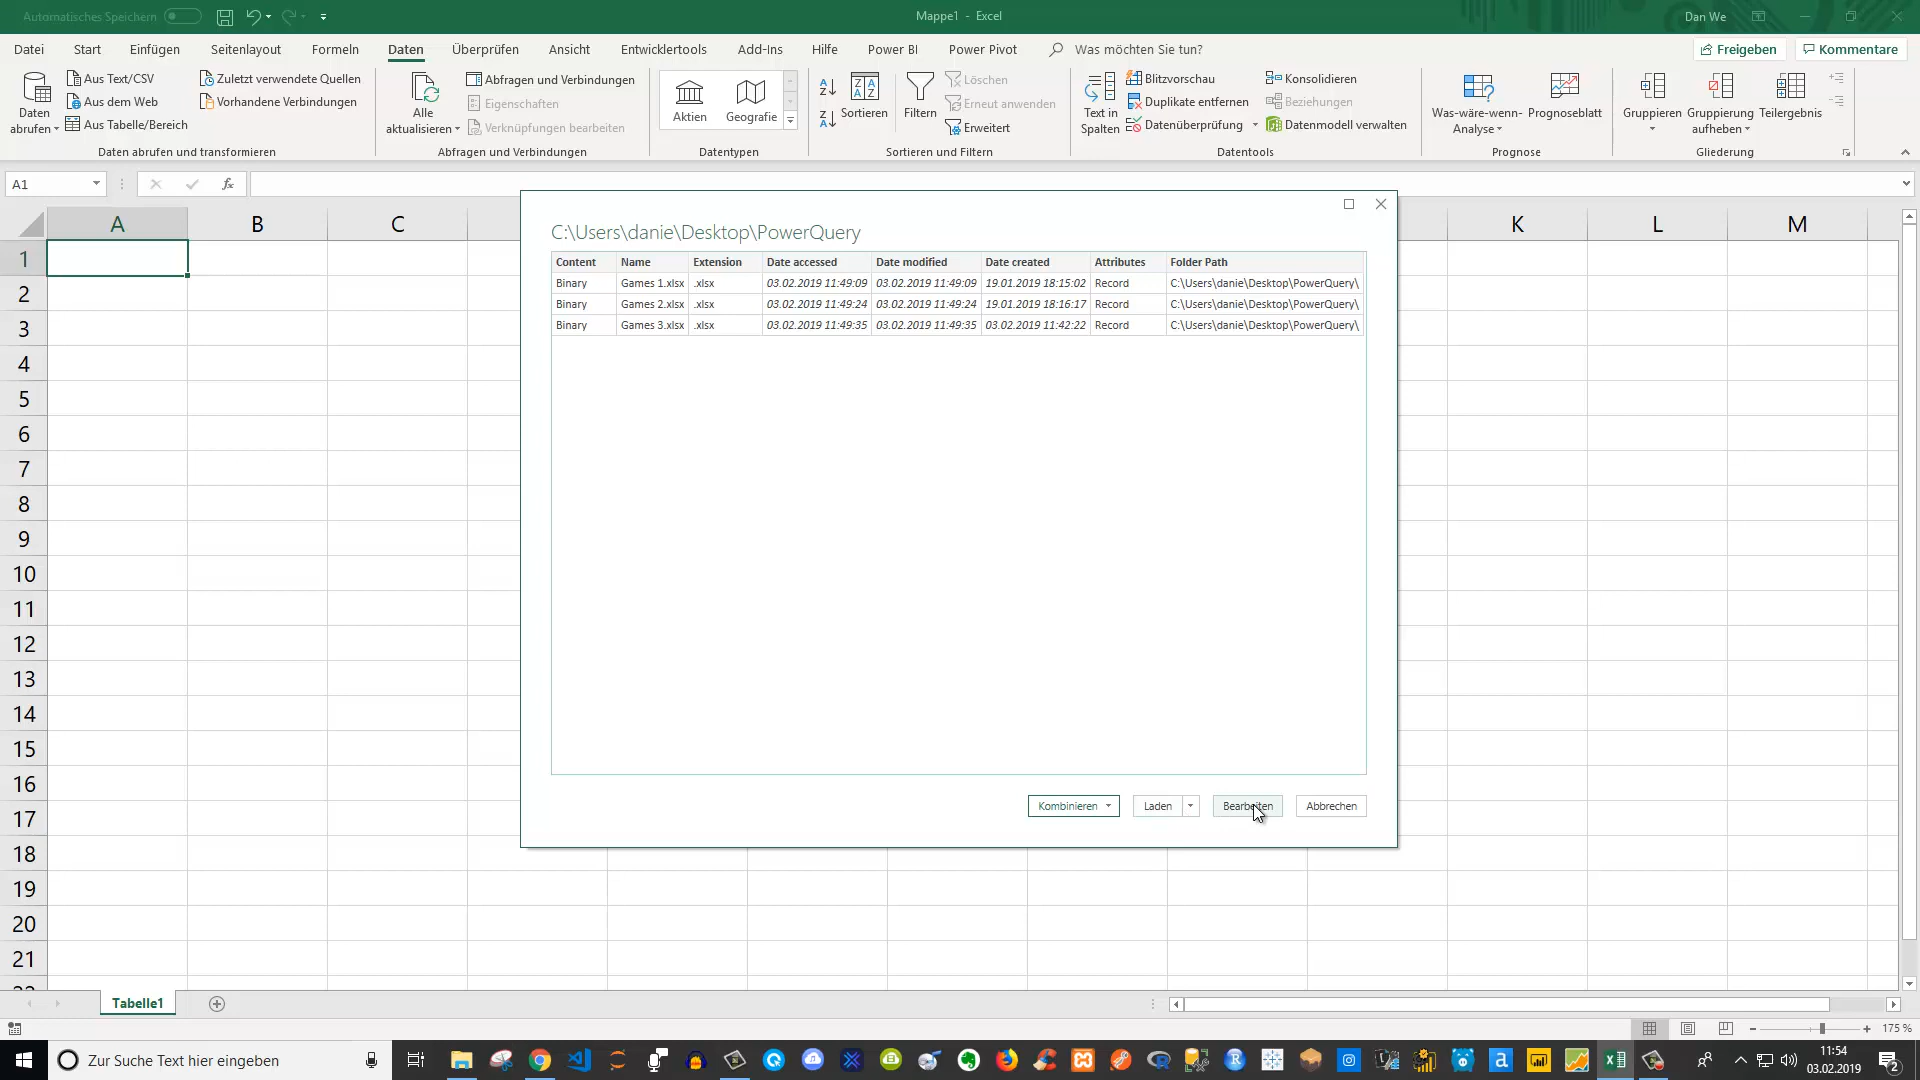 Automatisches Speichern
Mappe1 - Excel
Dan We
Datei Start Einfügen Seitenlayout Formeln Daten Überprüfen Ansicht Entwicklertools Add-Ins Hilfe Power BI Power Pivot Was möchten Sie tun? Freigeben Kommentare
Daten abrufen
Aus Text/CSV
Aus dem Web
Aus Tabelle/Bereich
Zuletzt verwendete Quellen
Vorhandene Verbindungen
Daten abrufen und transformieren
Alle aktualisieren
Abfragen und Verbindungen
Eigenschaften
Verknüpfungen bearbeiten
Abfragen und Verbindungen
Aktien
Geografie
Datentypen
Sortieren
Filtern
Löschen
Erneut anwenden
Erweitert
Sortieren und Filtern
Text in Spalten
Blitzvorschau
Duplikate entfernen
Datenüberprüfung
Konsolidieren
Beziehungen
Datenmodell verwalten
Datentools
Was-wäre-wenn-Analyse
Prognoseblatt
Prognose
Gruppieren
Gruppierung aufheben
Teilergebnis
Gliederung
A1
fx
A B C K L M
1
2
3
4
5
6
7
8
9
10
11
12
13
14
15
16
17
18
19
20
21
C:\Users\danie\Desktop\PowerQuery
Content Name Extension Date accessed Date modified Date created Attributes Folder Path
Binary Games 1.xlsx .xlsx 03.02.2019 11:49:09 03.02.2019 11:49:09 19.01.2019 18:15:02 Record C:\Users\danie\Desktop\PowerQuery\
Binary Games 2.xlsx .xlsx 03.02.2019 11:49:24 03.02.2019 11:49:24 19.01.2019 18:16:17 Record C:\Users\danie\Desktop\PowerQuery\
Binary Games 3.xlsx .xlsx 03.02.2019 11:49:35 03.02.2019 11:49:35 03.02.2019 11:42:22 Record C:\Users\danie\Desktop\PowerQuery\
Kombinieren Laden Bearbeiten Abbrechen
Tabelle1
175 %
Zur Suche Text hier eingeben
11:54
03.02.2019
2